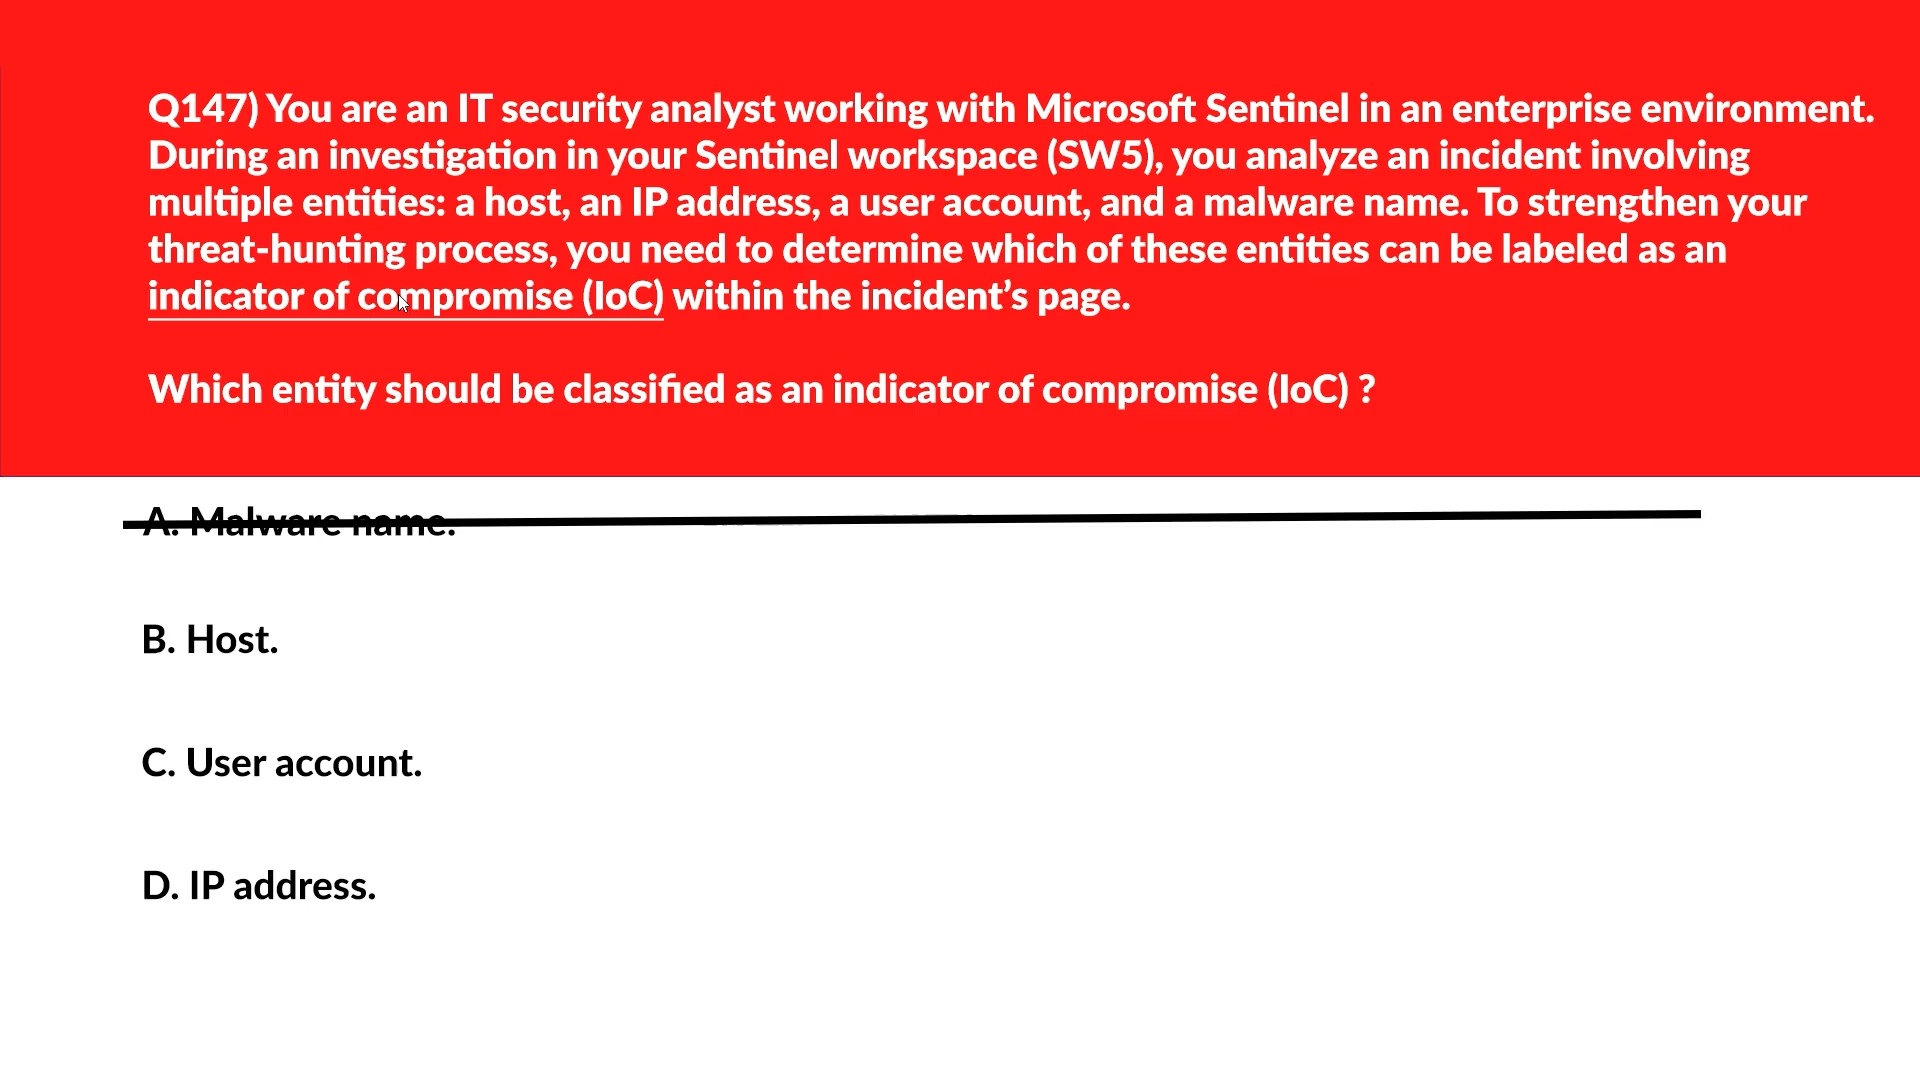 Q147) You are an IT security analyst working with Microsoft Sentinel in an enterprise environment.
During an investigation in your Sentinel workspace (SW5), you analyze an incident involving
multiple entities: a host, an IP address, a user account, and a malware name. To strengthen your
threat-hunting process, you need to determine which of these entities can be labeled as an
indicator of compromise (IoC) within the incident’s page.
Which entity should be classified as an indicator of compromise (IoC) ?
A. Malware name.
B. Host.
C. User account.
D. IP address.